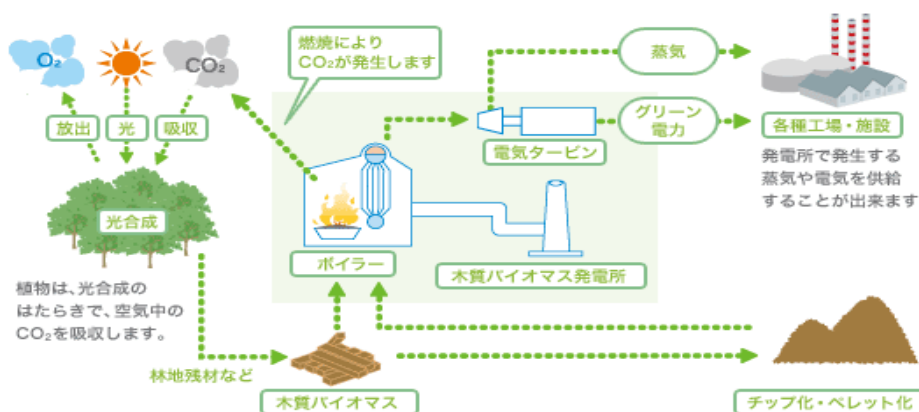 O₂
CO₂
放出
光
吸収
光合成
植物は、光合成の
はたらきで、空気中の
CO₂を吸収します。
燃焼により
CO₂が発生します
蒸気
グリーン
電力
電気タービン
ボイラー
木質バイオマス発電所
各種工場・施設
発電所で発生する
蒸気や電気を供給
することが出来ます
林地残材など
木質バイオマス
チップ化・ペレット化